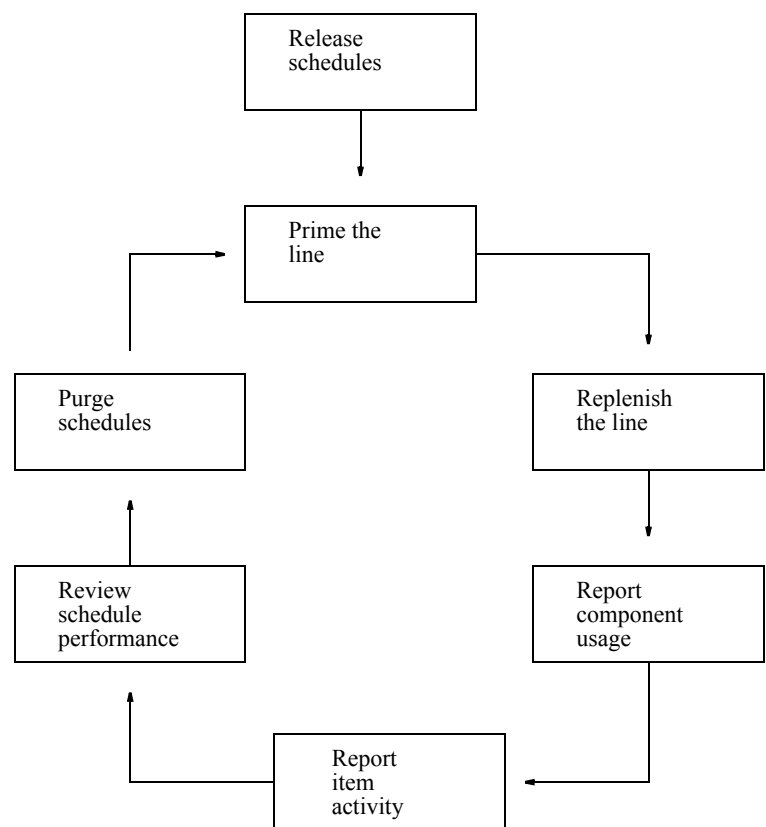 Release
schedules
Prime the
line
Purge
schedules
Replenish
the line
Review
schedule
performance
Report
component
usage
Report
item
activity